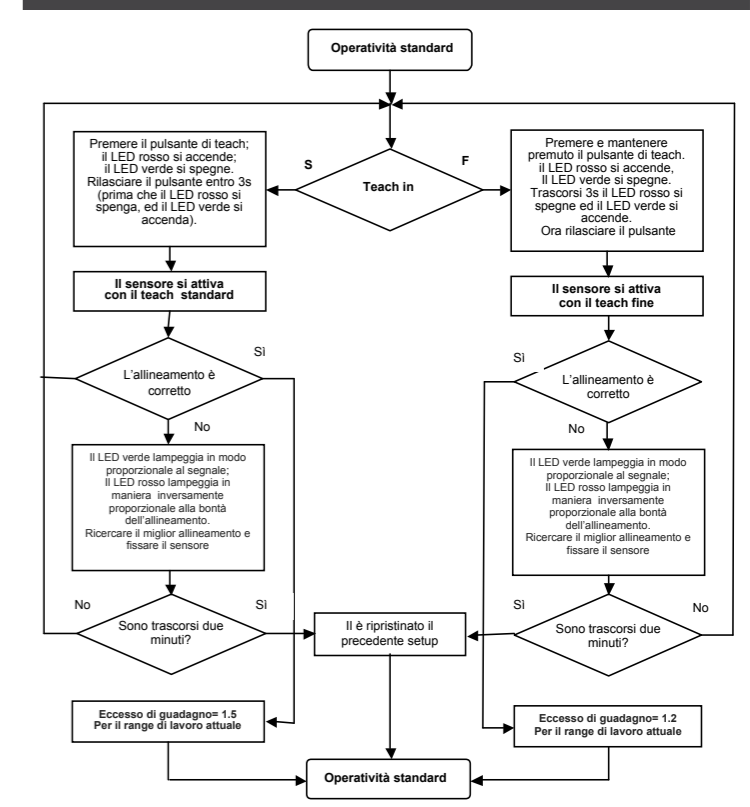 Operatività standard
S
F
Teach in
Premere il pulsante di teach;
il LED rosso si accende;
il LED verde si spegne.
Rilasciare il pulsante entro 3s
(prima che il LED rosso si
spenga, ed il LED verde si
accenda).
Premere e mantenere
premuto il pulsante di teach.
il LED rosso si accende,
Il LED verde si spegne.
Trascorsi 3s il LED rosso si
spegne ed il LED verde si
accende.
Ora rilasciare il pulsante
Il sensore si attiva
con il teach standard
Il sensore si attiva
con il teach fine
Sì
L'allineamento è
corretto
No
Sì
L'allineamento è
corretto
No
Il LED verde lampeggia in modo
proporzionale al segnale;
Il LED rosso lampeggia in
maniera inversamente
proporzionale alla bontà
dell'allineamento.
Ricercare il miglior allineamento e
fissare il sensore
Il LED verde lampeggia in modo
proporzionale al segnale;
Il LED rosso lampeggia in
maniera inversamente
proporzionale alla bontà
dell'allineamento.
Ricercare il miglior allineamento e
fissare il sensore
No
Sì
Sono trascorsi due
minuti?
Il è ripristinato il
precedente setup
Sì
No
Sono trascorsi due
minuti?
Eccesso di guadagno= 1.5
Per il range di lavoro attuale
Eccesso di guadagno= 1.2
Per il range di lavoro attuale
Operatività standard